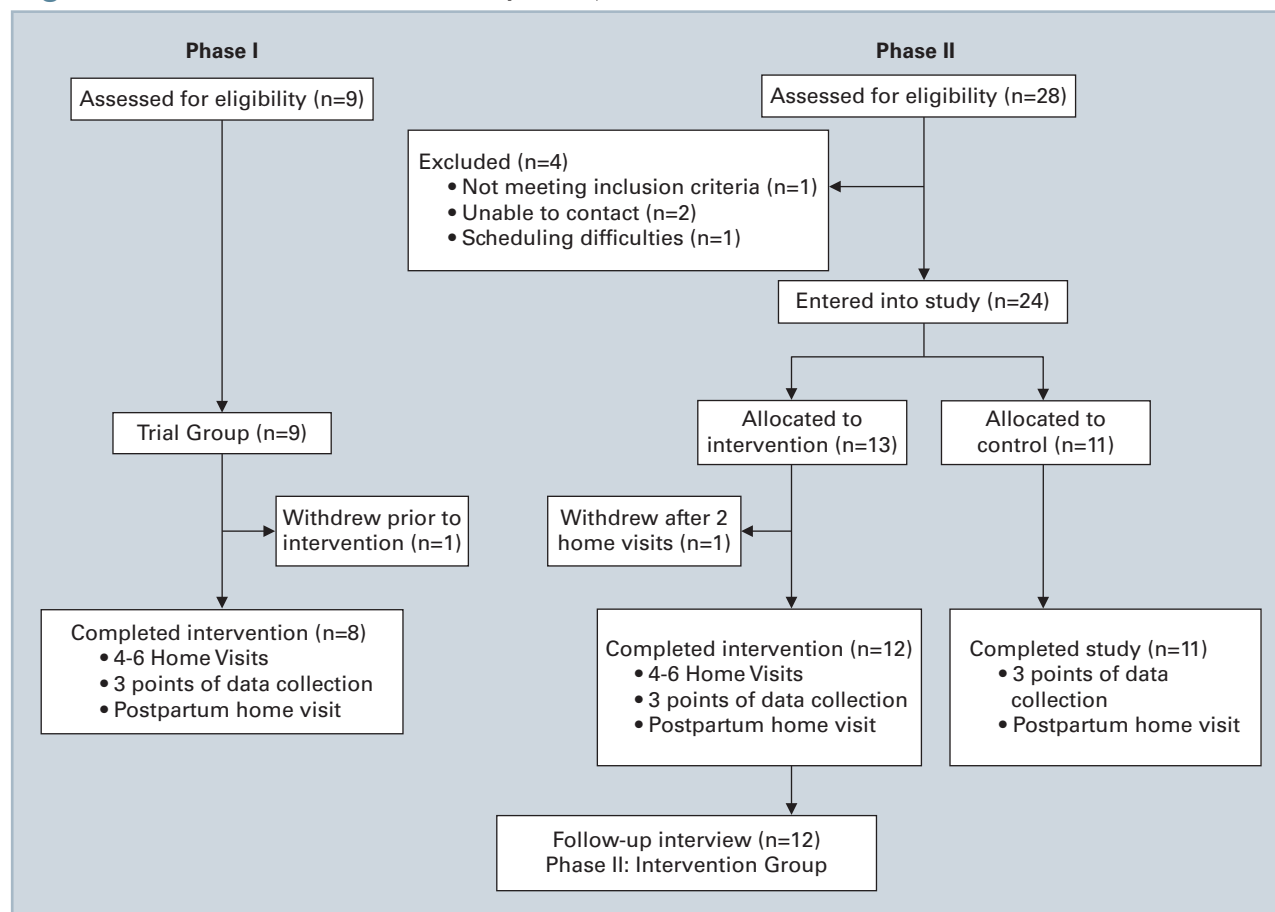 Phase I
Assessed for eligibility (n=9)
Trial Group (n=9)
Withdrew prior to
intervention (n=1)
Completed intervention (n=8)
• 4-6 Home Visits
• 3 points of data collection
• Postpartum home visit
Phase II
Assessed for eligibility (n=28)
Excluded (n=4)
• Not meeting inclusion criteria (n=1)
• Unable to contact (n=2)
• Scheduling difficulties (n=1)
Entered into study (n=24)
Allocated to
intervention (n=13)
Allocated to
control (n=11)
Withdrew after 2
home visits (n=1)
Completed intervention (n=12)
• 4-6 Home Visits
• 3 points of data collection
• Postpartum home visit
Completed study (n=11)
• 3 points of data
collection
• Postpartum home visit
Follow-up interview (n=12)
Phase II: Intervention Group